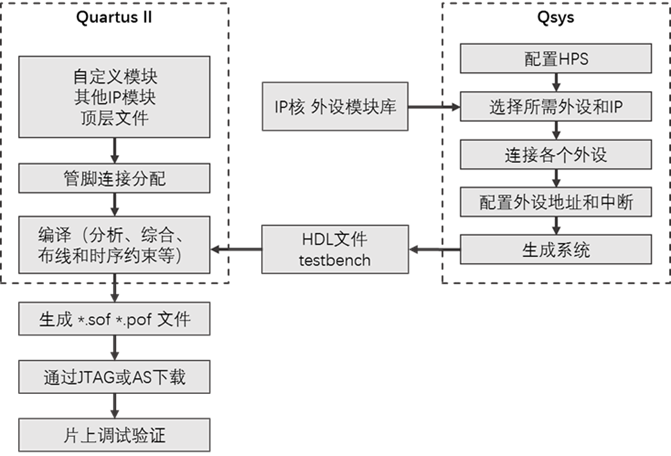 Quartus II
自定义模块
其他IP模块
顶层文件
管脚连接分配
编译（分析、综合、
布线和时序约束等）
生成 *.sof *.pof 文件
通过JTAG或AS下载
片上调试验证
IP核 外设模块库
HDL文件
testbench
Qsys
配置HPS
选择所需外设和IP
连接各个外设
配置外设地址和中断
生成系统